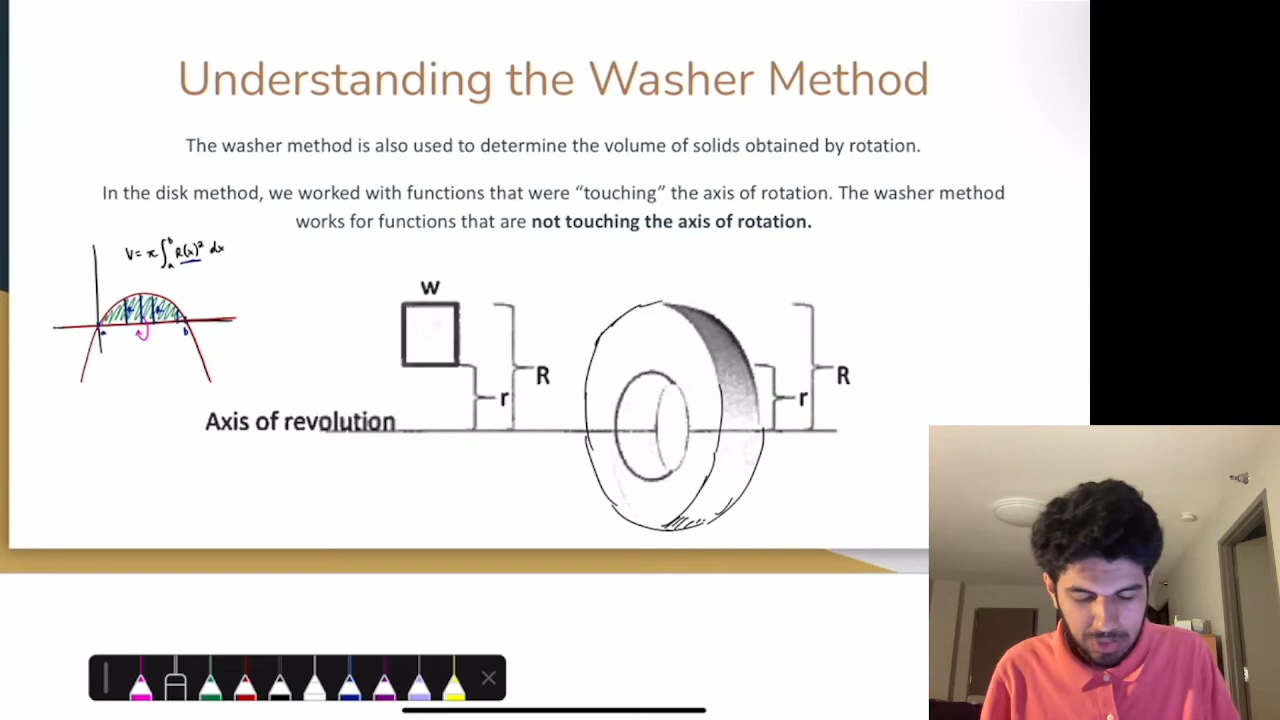 Understanding the Washer Method
The washer method is also used to determine the volume of solids obtained by rotation.
In the disk method, we worked with functions that were “touching” the axis of rotation. The washer method
works for functions that are not touching the axis of rotation.
V = π∫ₐᵇ R(x)² dx
a b
w
r
R
r
R
Axis of revolution